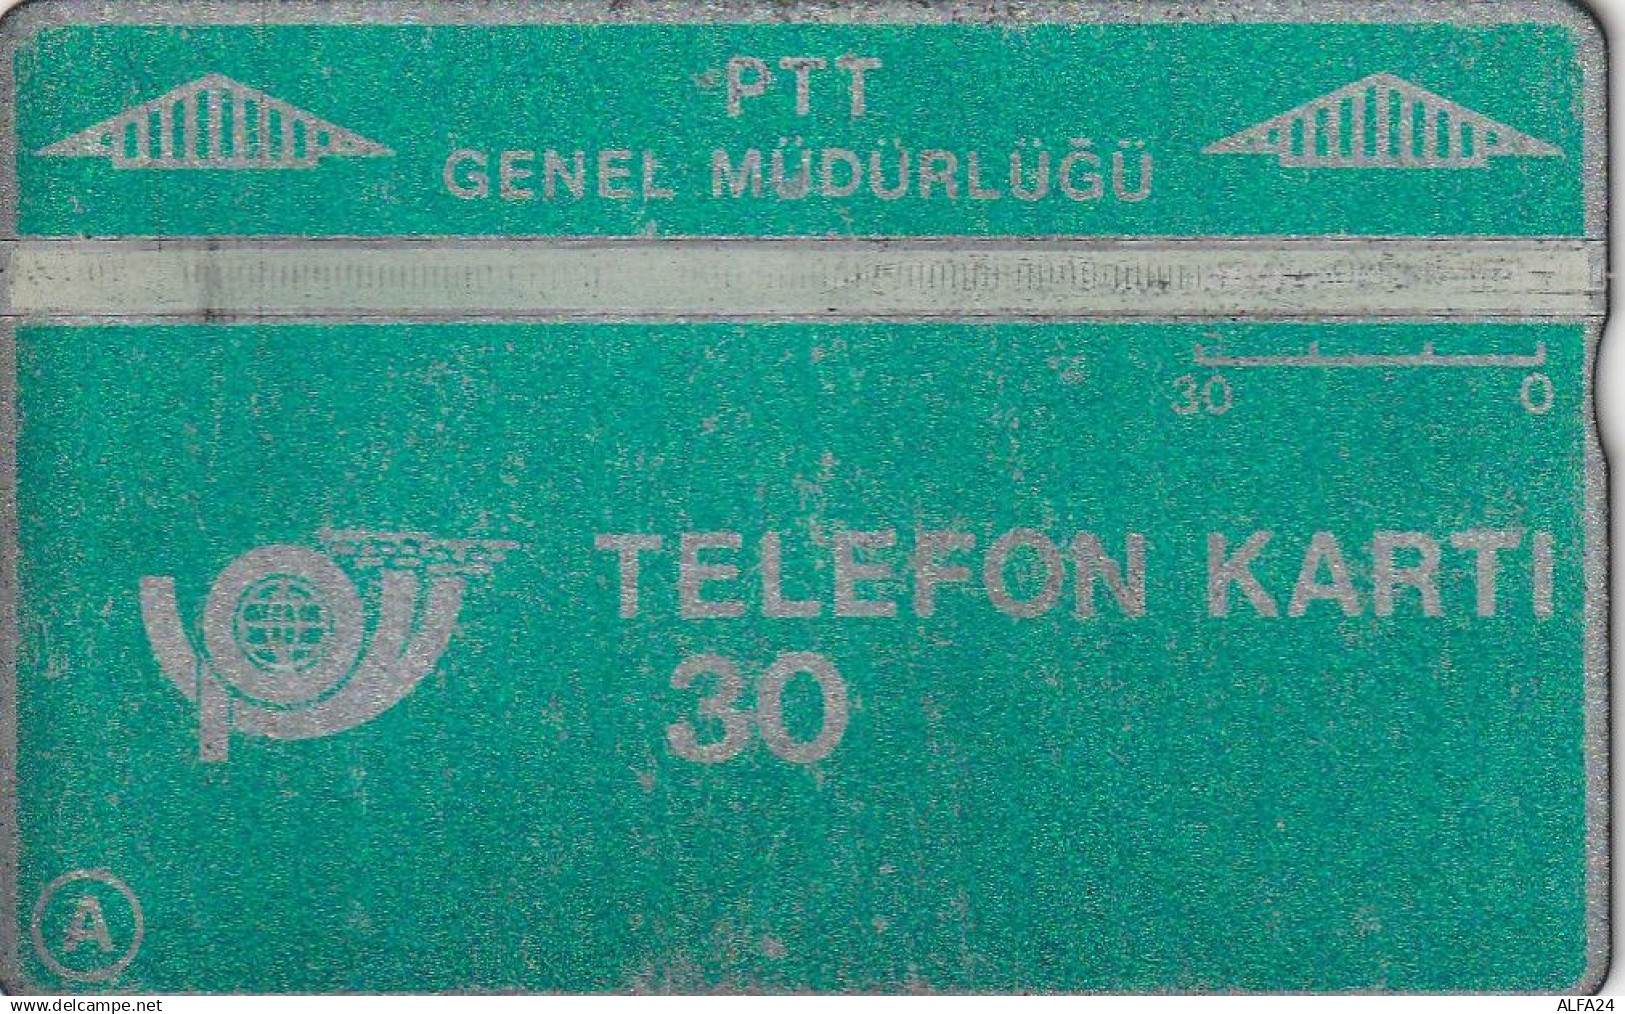 PTT
GENEL MÜDÜRLÜĞÜ
30 0
TELEFON KARTI
30
A
www.delcampe.net
ALFA24